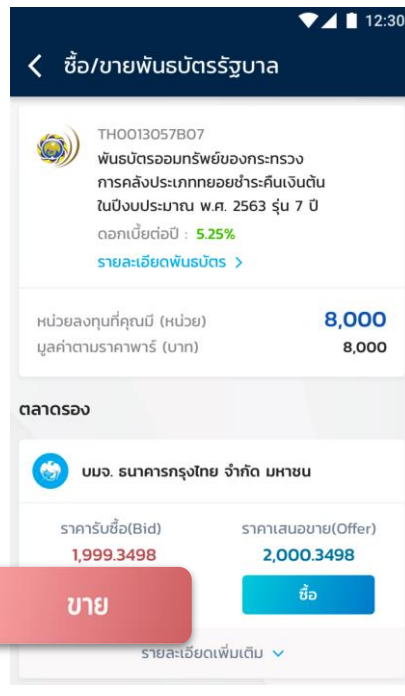 12:30
ซื้อ/ขายพันธบัตรรัฐบาล
TH0013057B07
พันธบัตรออมทรัพย์ของกระทรวง
การคลังประเภททยอยชำระคืนเงินต้น
ในปีงบประมาณ พ.ศ. 2563 รุ่น 7 ปี
ดอกเบี้ยต่อปี : 5.25%
รายละเอียดพันธบัตร >
หน่วยลงทุนที่คุณมี (หน่วย) 8,000
มูลค่าตามราคาพาร์ (บาท) 8,000
ตลาดรอง
บมจ. ธนาคารกรุงไทย จำกัด มหาชน
ราคารับซื้อ(Bid) ราคาเสนอขาย(Offer)
1,999.3498 2,000.3498
ขาย ซื้อ
รายละเอียดเพิ่มเติม